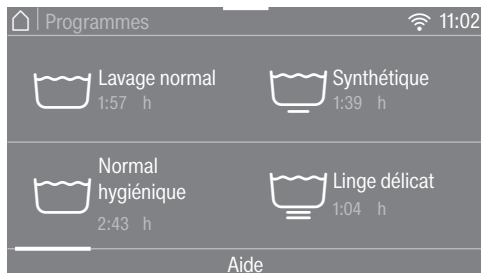 Programmes 11:02
Lavage normal
1:57 h
Synthétique
1:39 h
Normal
hygiénique
2:43 h
Linge délicat
1:04 h
Aide